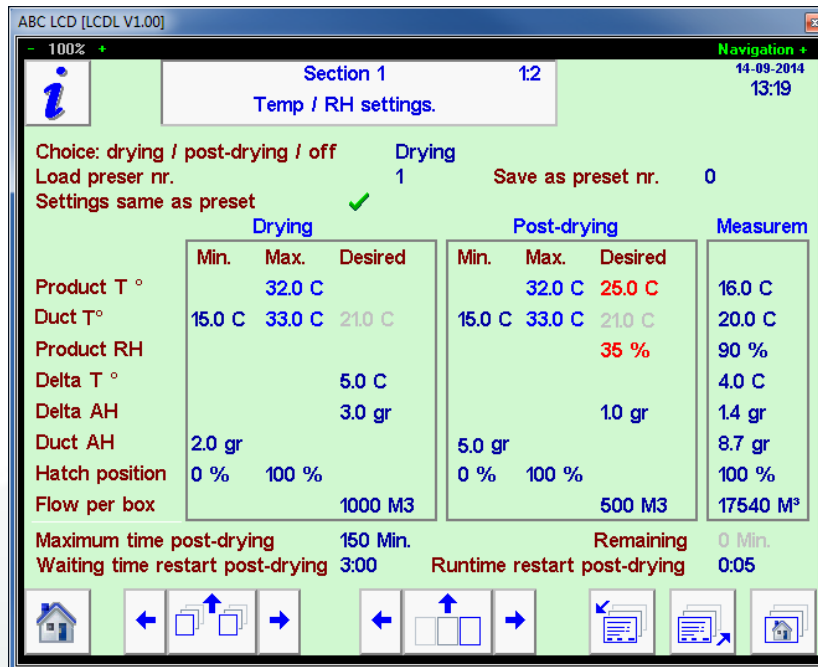 ABC LCD [LCDL V1.00]
- 100% + Navigation +
Section 1 1:2 14-09-2014
Temp / RH settings. 13:19
Choice: drying / post-drying / off Drying
Load preser nr. 1 Save as preset nr. 0
Settings same as preset
Drying Post-drying Measurem
Min. Max. Desired Min. Max. Desired
Product T ° 32.0 C 32.0 C 25.0 C 16.0 C
Duct T° 15.0 C 33.0 C 21.0 C 15.0 C 33.0 C 21.0 C 20.0 C
Product RH 35 % 90 %
Delta T ° 5.0 C 4.0 C
Delta AH 3.0 gr 1.0 gr 1.4 gr
Duct AH 2.0 gr 5.0 gr 8.7 gr
Hatch position 0 % 100 % 0 % 100 % 100 %
Flow per box 1000 M3 500 M3 17540 M³
Maximum time post-drying 150 Min. Remaining 0 Min.
Waiting time restart post-drying 3:00 Runtime restart post-drying 0:05